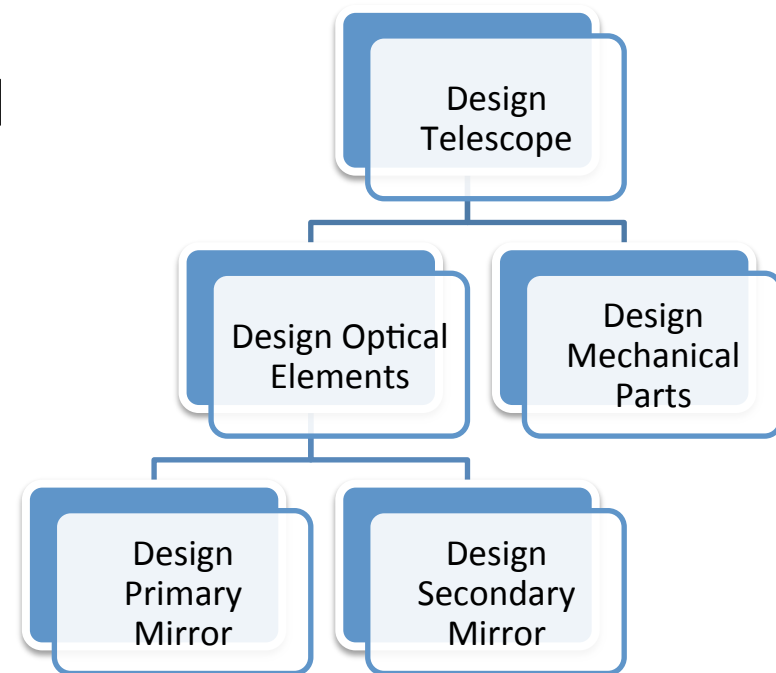 Design
Telescope
Design Optical
Elements
Design
Mechanical
Parts
Design
Primary
Mirror
Design
Secondary
Mirror